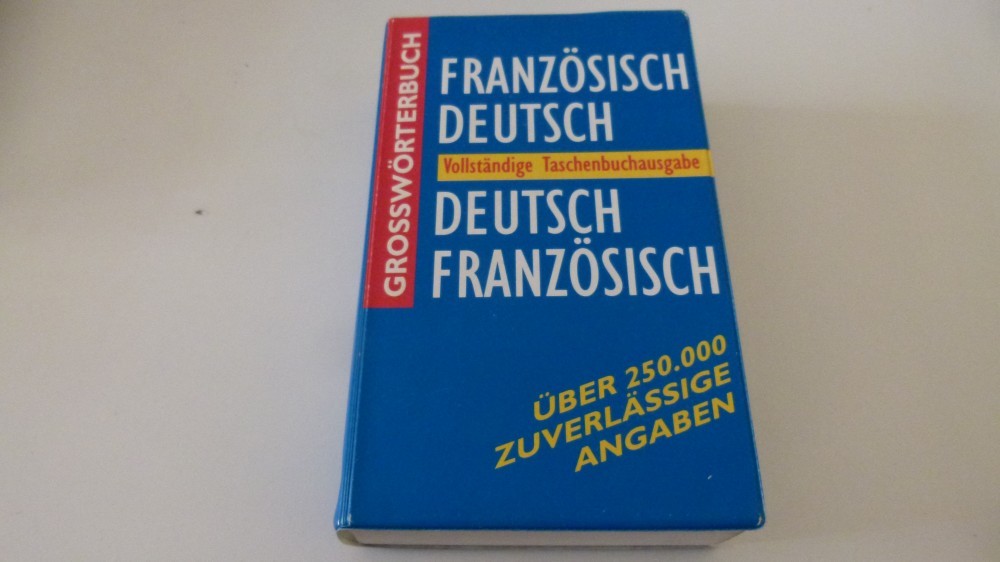 GROSSWÖRTERBUCH
FRANZÖSISCH
DEUTSCH
Vollständige Taschenbuchausgabe
DEUTSCH
FRANZÖSISCH
ÜBER 250.000
ZUVERLÄSSIGE
ANGABEN